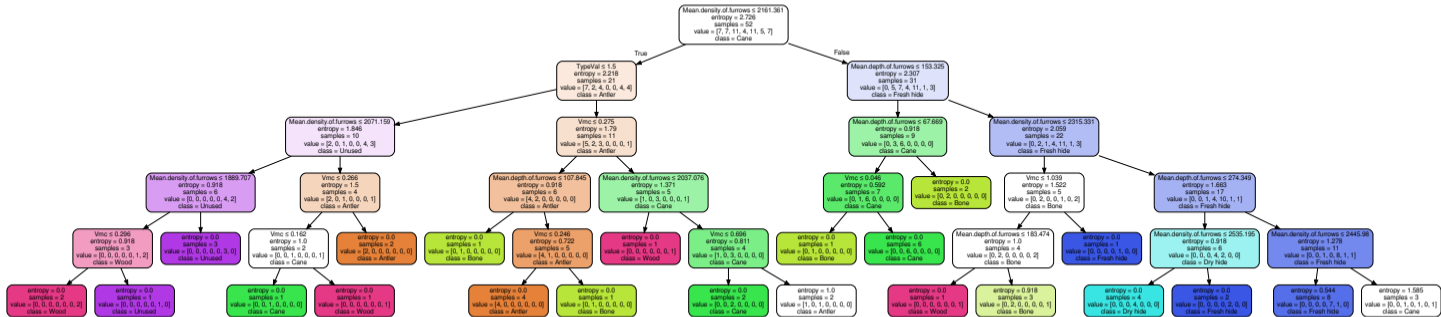 Mean.density.of.furrows ≤ 2161.361
entropy = 2.726
samples = 52
value = [7, 7, 11, 4, 11, 5, 7]
class = Cane
True
False
TypeVal ≤ 1.5
entropy = 2.218
samples = 21
value = [7, 2, 4, 0, 0, 4, 4]
class = Antler
Mean.depth.of.furrows ≤ 153.325
entropy = 2.307
samples = 31
value = [0, 5, 7, 4, 11, 1, 3]
class = Fresh hide
Mean.density.of.furrows ≤ 2071.159
entropy = 1.846
samples = 10
value = [2, 0, 1, 0, 0, 4, 3]
class = Unused
Vmc ≤ 0.275
entropy = 1.79
samples = 11
value = [5, 2, 3, 0, 0, 0, 1]
class = Antler
Mean.depth.of.furrows ≤ 67.669
entropy = 0.918
samples = 9
value = [0, 3, 6, 0, 0, 0, 0]
class = Cane
Mean.density.of.furrows ≤ 2315.331
entropy = 2.059
samples = 22
value = [0, 2, 1, 4, 11, 1, 3]
class = Fresh hide
Mean.density.of.furrows ≤ 1889.707
entropy = 0.918
samples = 6
value = [0, 0, 0, 0, 0, 4, 2]
class = Unused
Vmc ≤ 0.266
entropy = 1.5
samples = 4
value = [2, 0, 1, 0, 0, 0, 1]
class = Antler
Mean.depth.of.furrows ≤ 107.845
entropy = 0.918
samples = 6
value = [4, 2, 0, 0, 0, 0, 0]
class = Antler
Mean.density.of.furrows ≤ 2037.076
entropy = 1.371
samples = 5
value = [1, 0, 3, 0, 0, 0, 1]
class = Cane
Vmc ≤ 0.046
entropy = 0.592
samples = 7
value = [0, 1, 6, 0, 0, 0, 0]
class = Cane
entropy = 0.0
samples = 2
value = [0, 2, 0, 0, 0, 0, 0]
class = Bone
Vmc ≤ 1.039
entropy = 1.522
samples = 5
value = [0, 2, 0, 0, 1, 0, 2]
class = Bone
Mean.depth.of.furrows ≤ 274.349
entropy = 1.663
samples = 17
value = [0, 0, 1, 4, 10, 1, 1]
class = Fresh hide
Vmc ≤ 0.296
entropy = 0.918
samples = 3
value = [0, 0, 0, 0, 0, 1, 2]
class = Wood
entropy = 0.0
samples = 3
value = [0, 0, 0, 0, 0, 3, 0]
class = Unused
Vmc ≤ 0.162
entropy = 1.0
samples = 2
value = [0, 0, 1, 0, 0, 0, 1]
class = Cane
entropy = 0.0
samples = 2
value = [2, 0, 0, 0, 0, 0, 0]
class = Antler
entropy = 0.0
samples = 1
value = [0, 1, 0, 0, 0, 0, 0]
class = Bone
Vmc ≤ 0.246
entropy = 0.722
samples = 5
value = [4, 1, 0, 0, 0, 0, 0]
class = Antler
entropy = 0.0
samples = 1
value = [0, 0, 0, 0, 0, 0, 1]
class = Wood
Vmc ≤ 0.696
entropy = 0.811
samples = 4
value = [1, 0, 3, 0, 0, 0, 0]
class = Cane
entropy = 0.0
samples = 1
value = [0, 1, 0, 0, 0, 0, 0]
class = Bone
entropy = 0.0
samples = 6
value = [0, 0, 6, 0, 0, 0, 0]
class = Cane
Mean.depth.of.furrows ≤ 183.474
entropy = 1.0
samples = 4
value = [0, 2, 0, 0, 0, 0, 2]
class = Bone
entropy = 0.0
samples = 1
value = [0, 0, 0, 0, 1, 0, 0]
class = Fresh hide
Mean.density.of.furrows ≤ 2535.195
entropy = 0.918
samples = 6
value = [0, 0, 0, 4, 2, 0, 0]
class = Dry hide
Mean.density.of.furrows ≤ 2445.98
entropy = 1.278
samples = 11
value = [0, 0, 1, 0, 8, 1, 1]
class = Fresh hide
entropy = 0.0
samples = 2
value = [0, 0, 0, 0, 0, 0, 2]
class = Wood
entropy = 0.0
samples = 1
value = [0, 0, 0, 0, 0, 1, 0]
class = Unused
entropy = 0.0
samples = 1
value = [0, 0, 1, 0, 0, 0, 0]
class = Cane
entropy = 0.0
samples = 1
value = [0, 0, 0, 0, 0, 0, 1]
class = Wood
entropy = 0.0
samples = 4
value = [4, 0, 0, 0, 0, 0, 0]
class = Antler
entropy = 0.0
samples = 1
value = [0, 1, 0, 0, 0, 0, 0]
class = Bone
entropy = 0.0
samples = 2
value = [0, 0, 2, 0, 0, 0, 0]
class = Cane
entropy = 1.0
samples = 2
value = [1, 0, 1, 0, 0, 0, 0]
class = Antler
entropy = 0.0
samples = 1
value = [0, 0, 0, 0, 0, 0, 1]
class = Wood
entropy = 0.918
samples = 3
value = [0, 2, 0, 0, 0, 0, 1]
class = Bone
entropy = 0.0
samples = 4
value = [0, 0, 0, 4, 0, 0, 0]
class = Dry hide
entropy = 0.0
samples = 2
value = [0, 0, 0, 0, 2, 0, 0]
class = Fresh hide
entropy = 0.544
samples = 8
value = [0, 0, 0, 0, 7, 1, 0]
class = Fresh hide
entropy = 1.585
samples = 3
value = [0, 0, 1, 0, 1, 0, 1]
class = Cane